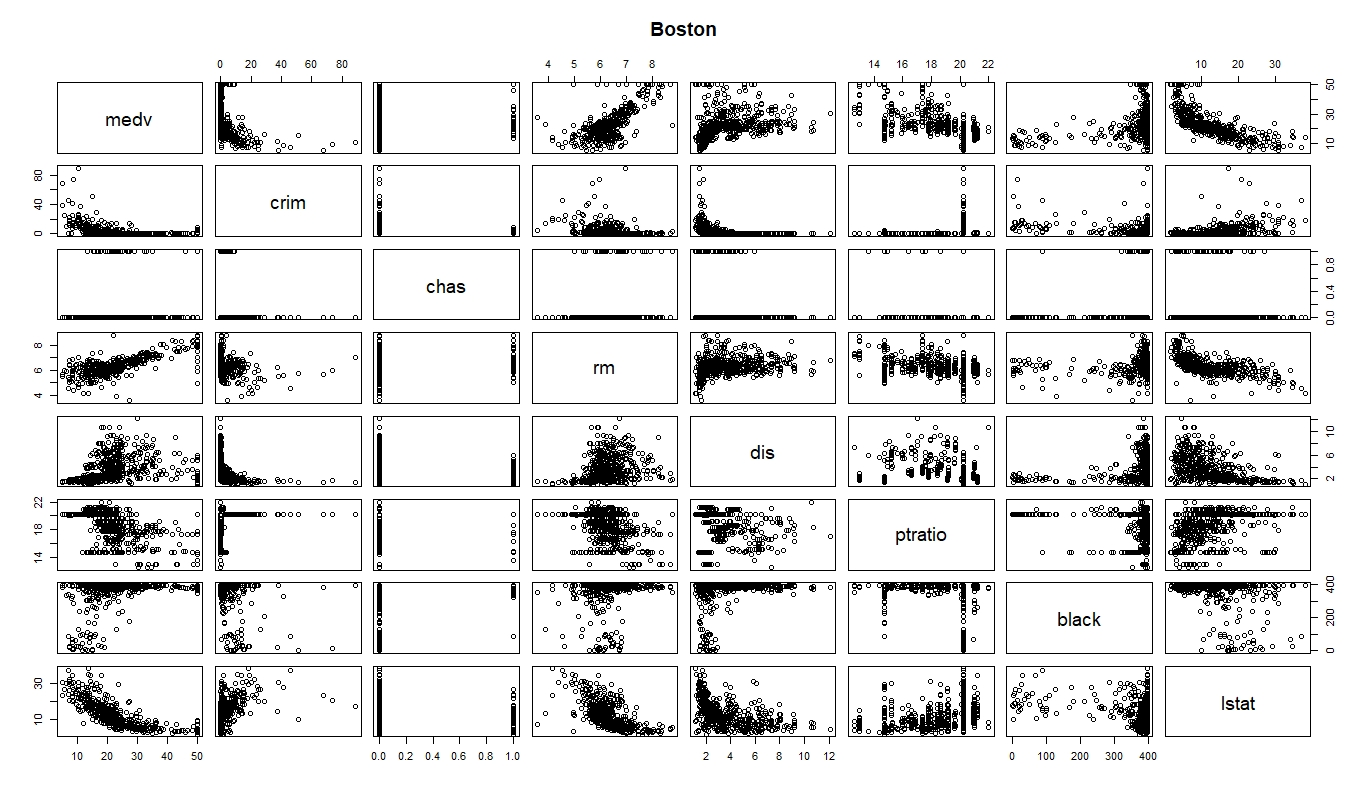 Boston
0 20 40 60 80 4 5 6 7 8 14 16 18 20 22 10 20 30
medv 10 30 50
0 40 80 crim
chas 0.0 0.4 0.8
4 6 8 rm
dis 2 6 10
14 18 22 ptratio
black 0 200 400
10 30 lstat
10 20 30 40 50 0.0 0.2 0.4 0.6 0.8 1.0 2 4 6 8 10 12 0 100 200 300 400